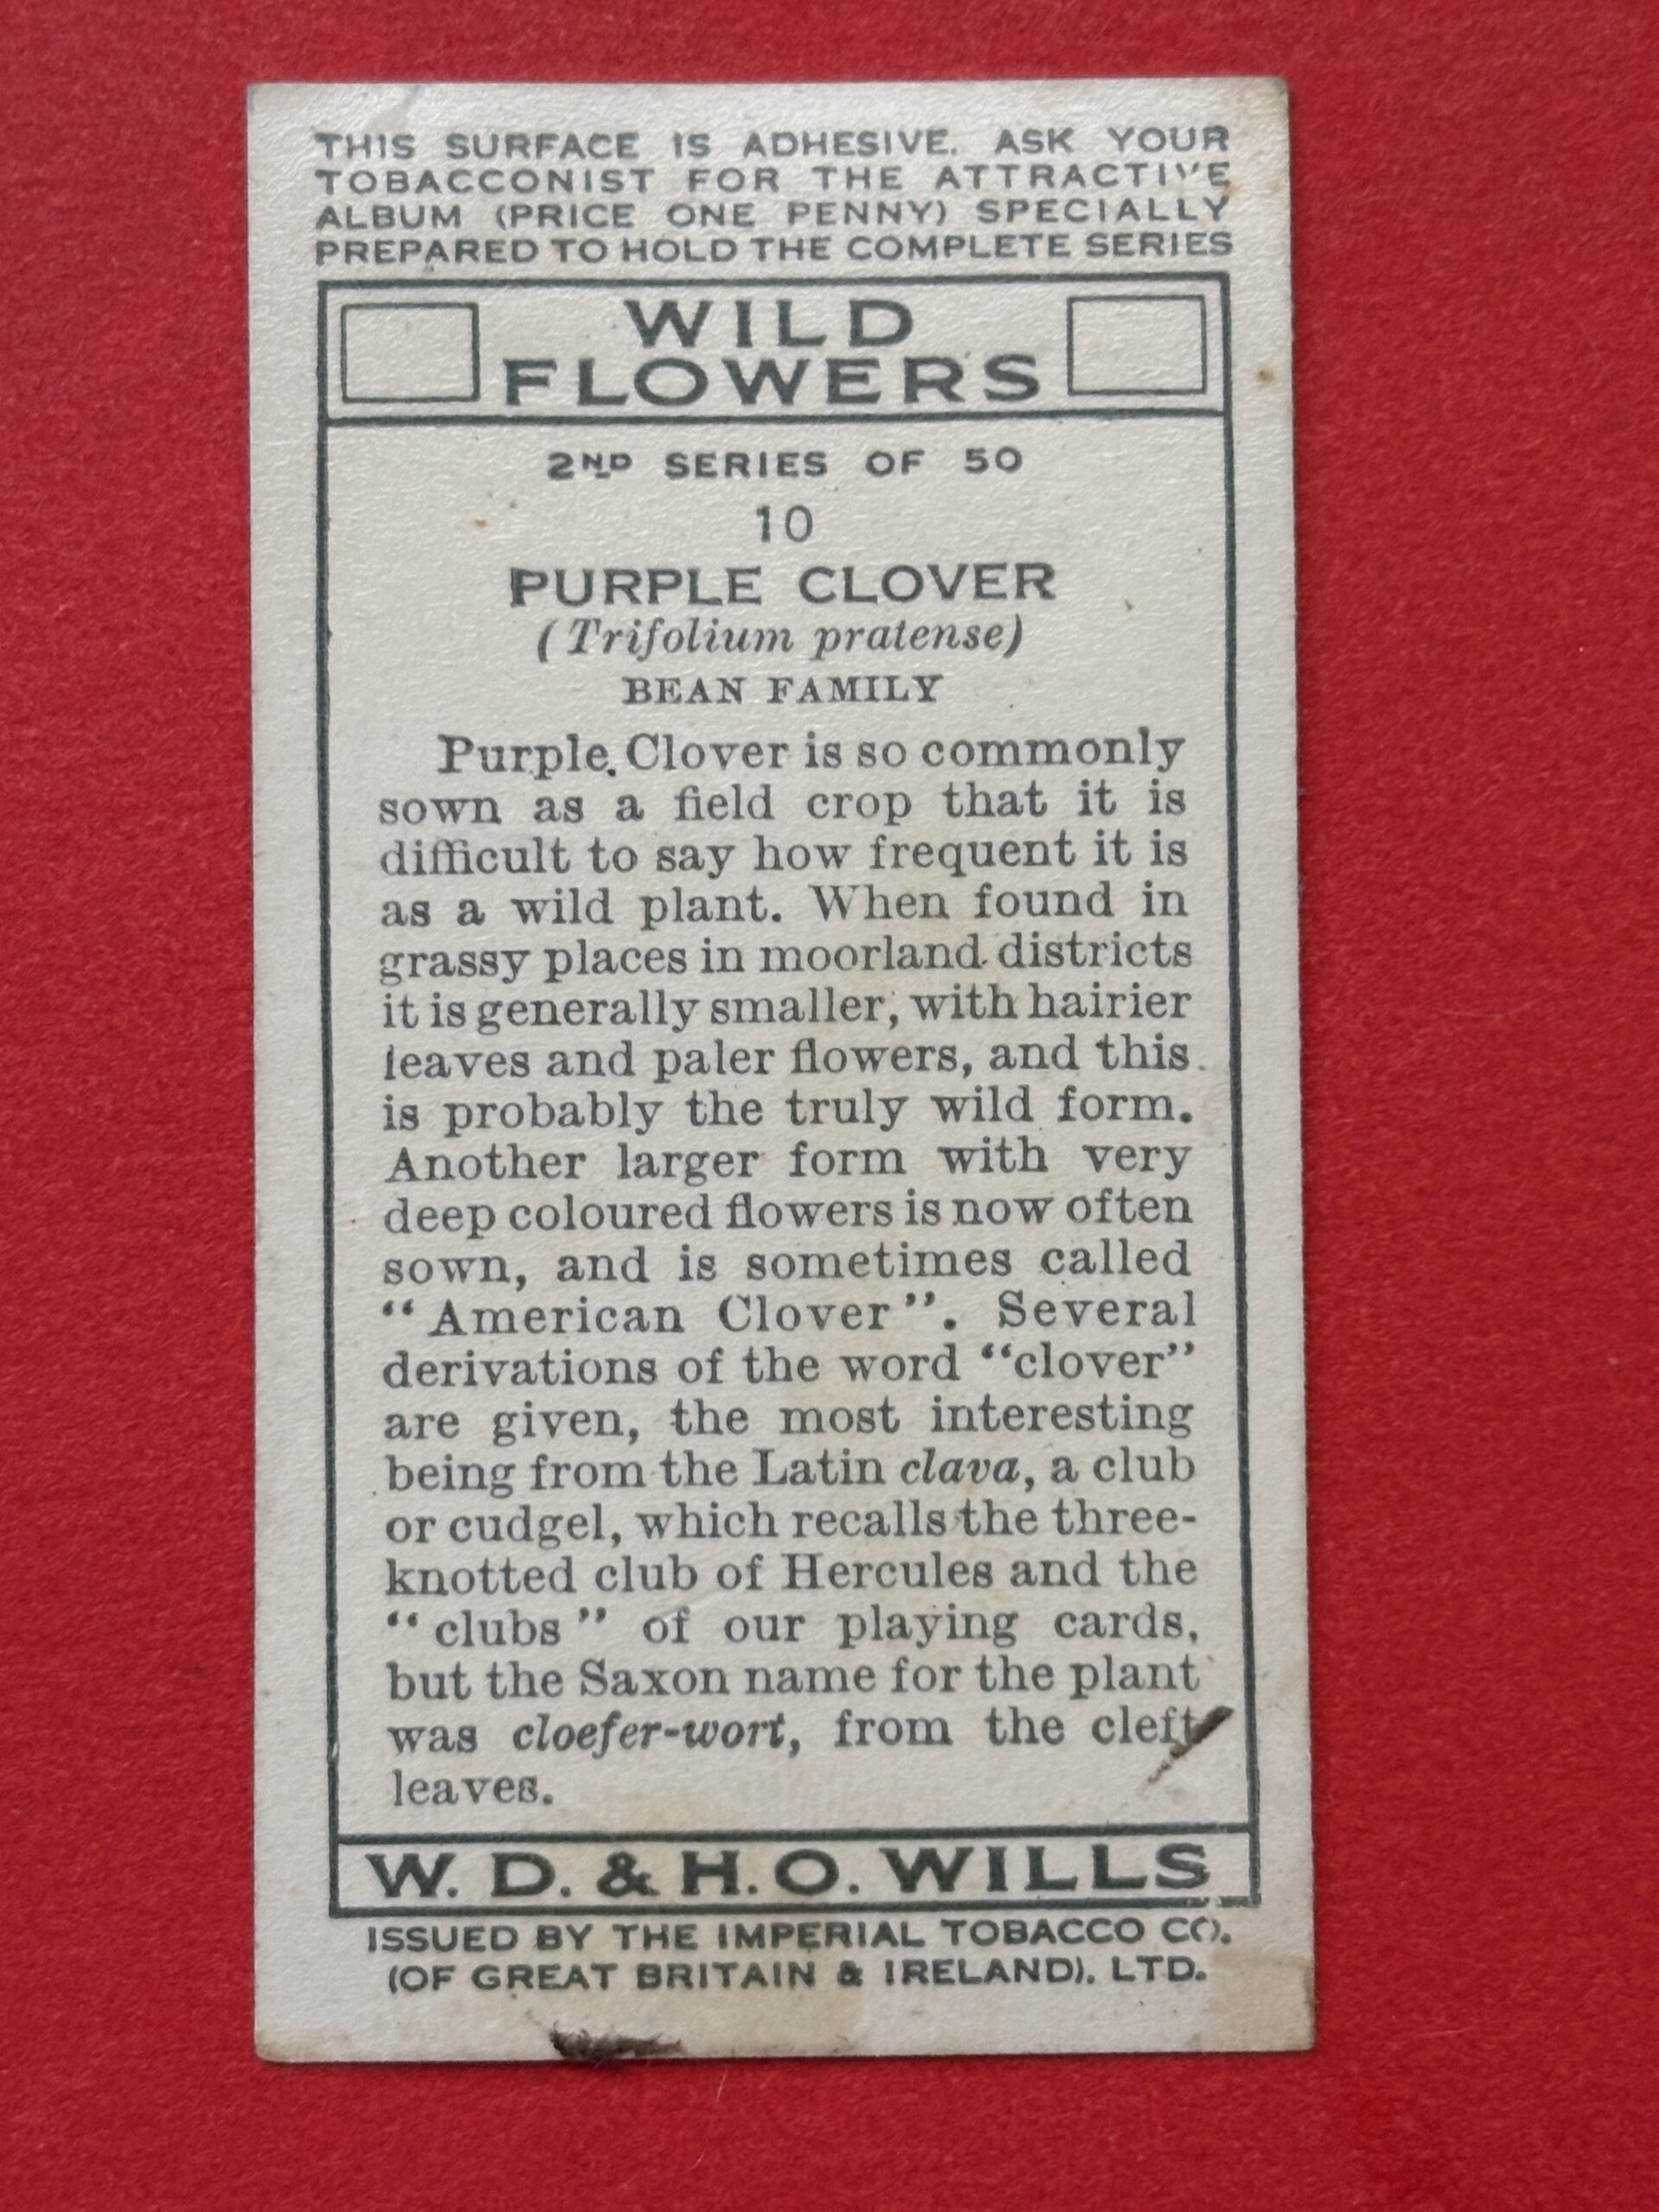 THIS SURFACE IS ADHESIVE. ASK YOUR
TOBACCONIST FOR THE ATTRACTIVE
ALBUM (PRICE ONE PENNY) SPECIALLY
PREPARED TO HOLD THE COMPLETE SERIES
WILD
FLOWERS
2ND SERIES OF 50
10
PURPLE CLOVER
(Trifolium pratense)
BEAN FAMILY
Purple Clover is so commonly
sown as a field crop that it is
difficult to say how frequent it is
as a wild plant. When found in
grassy places in moorland districts
it is generally smaller, with hairier
leaves and paler flowers, and this
is probably the truly wild form.
Another larger form with very
deep coloured flowers is now often
sown, and is sometimes called
“American Clover”. Several
derivations of the word “clover”
are given, the most interesting
being from the Latin clava, a club
or cudgel, which recalls the three-
knotted club of Hercules and the
“clubs” of our playing cards,
but the Saxon name for the plant
was cloefer-wort, from the cleft
leaves.
W. D. & H. O. WILLS
ISSUED BY THE IMPERIAL TOBACCO CO.
(OF GREAT BRITAIN & IRELAND), LTD.